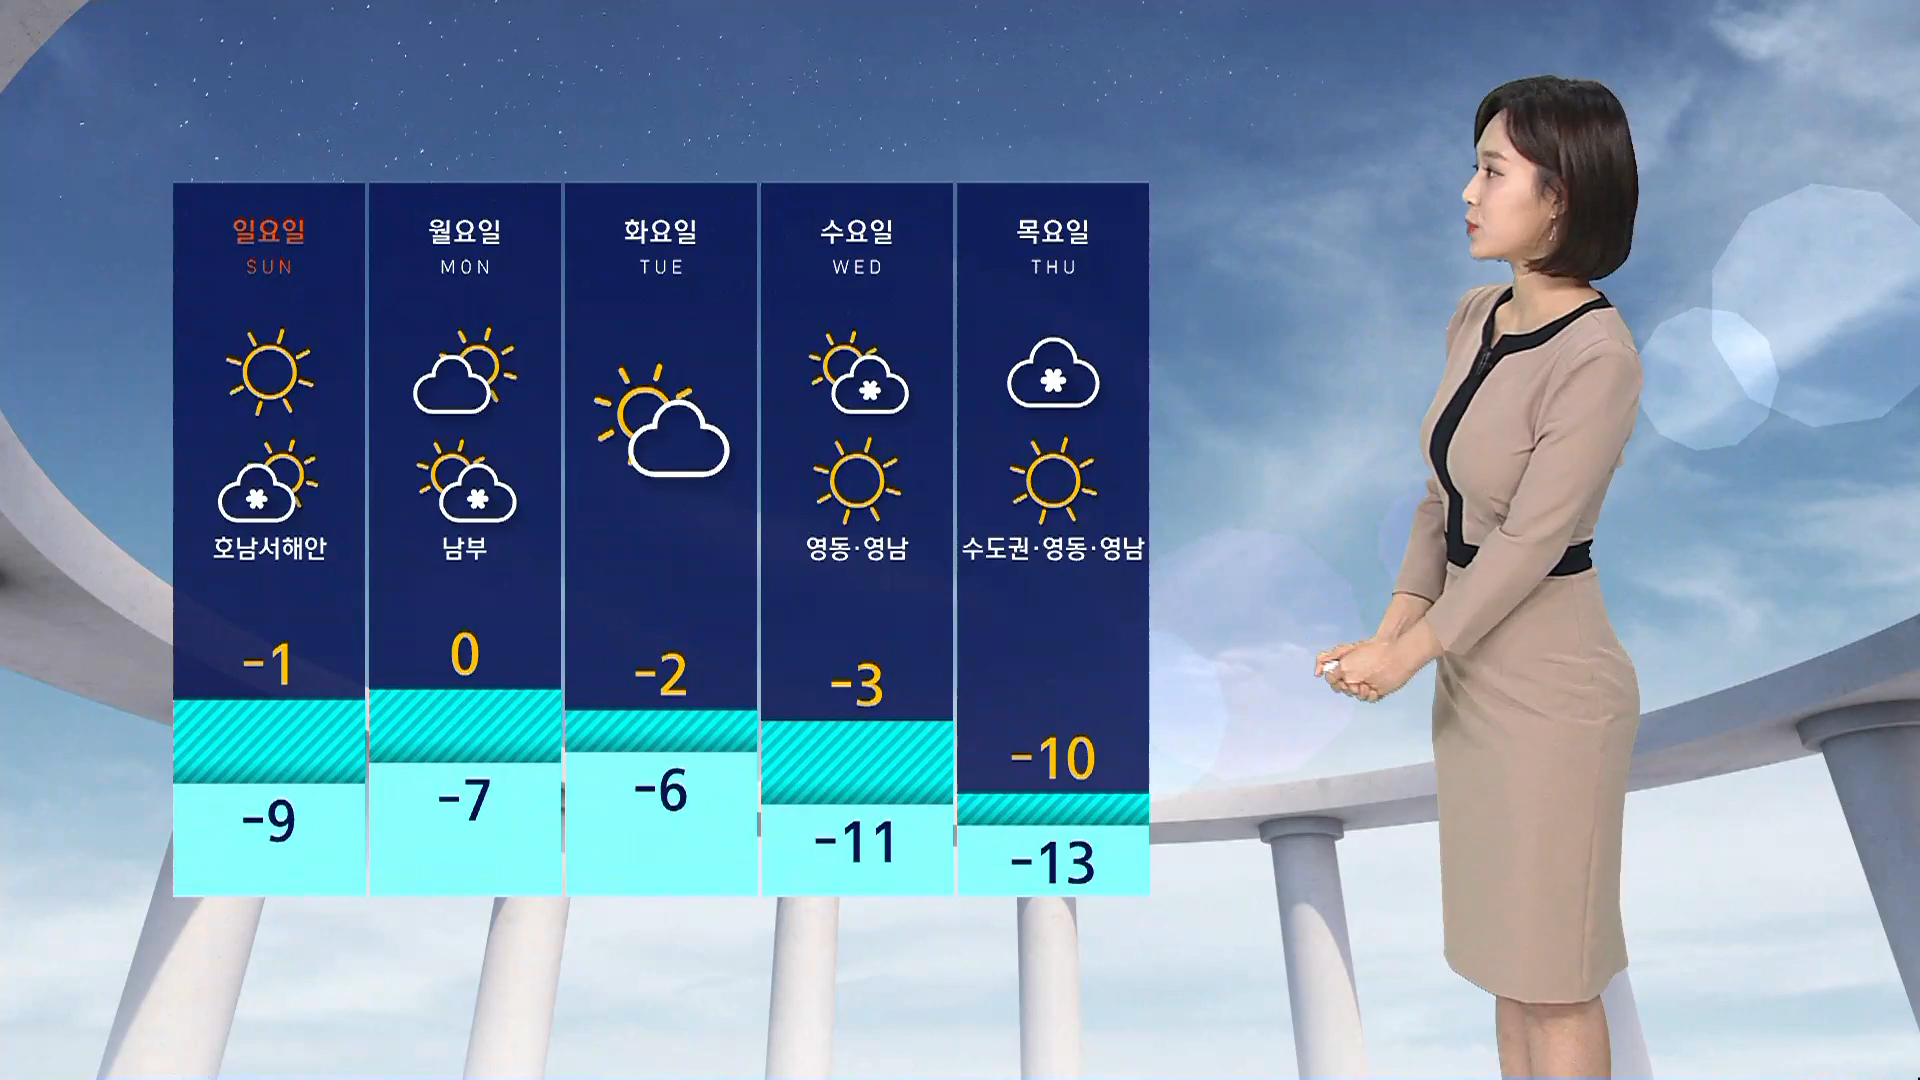 일요일
SUN
호남서해안
-1
-9
월요일
MON
남부
0
-7
화요일
TUE
-2
-6
수요일
WED
영동·영남
-3
-11
목요일
THU
수도권·영동·영남
-10
-13